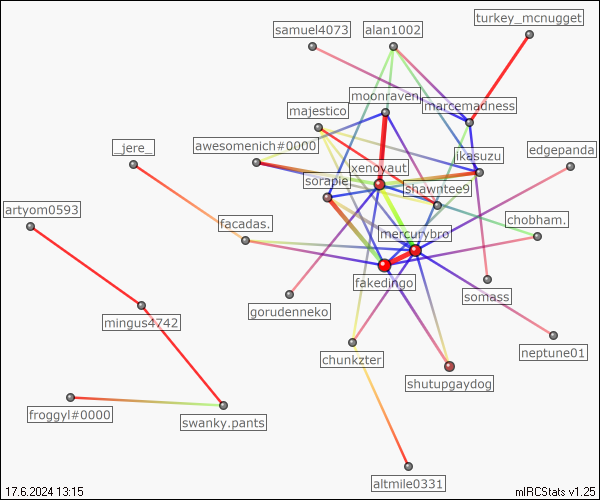 turkey_mcnugget
samuel4073
alan1002
moonraven.
marcemadness
majestico
awesomenich#0000
_jere_
edgepanda
ikasuzu
xenoyaut
sorapie
shawntee9
artyom0593
facadas.
chobham.
mercurybro
fakedingo
gorudenneko
somass
mingus4742
neptune01
chunkzter
shutupgaydog
froggyl#0000
swanky.pants
altmile0331
17.6.2024 13:15
mIRCStats v1.25